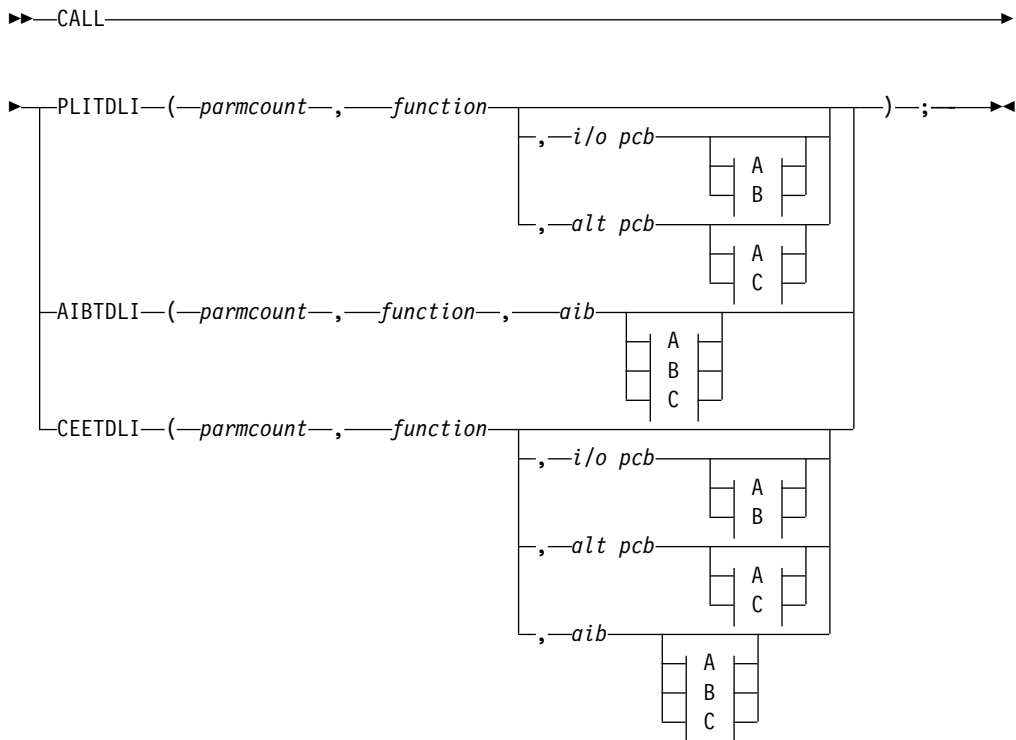 CALL
PLITDLI ( parmcount , function ) ;
, i/o pcb
A
B
, alt pcb
A
C
AIBTDLI ( parmcount , function , aib
A
B
C
CEETDLI ( parmcount , function
, i/o pcb
A
B
, alt pcb
A
C
, aib
A
B
C